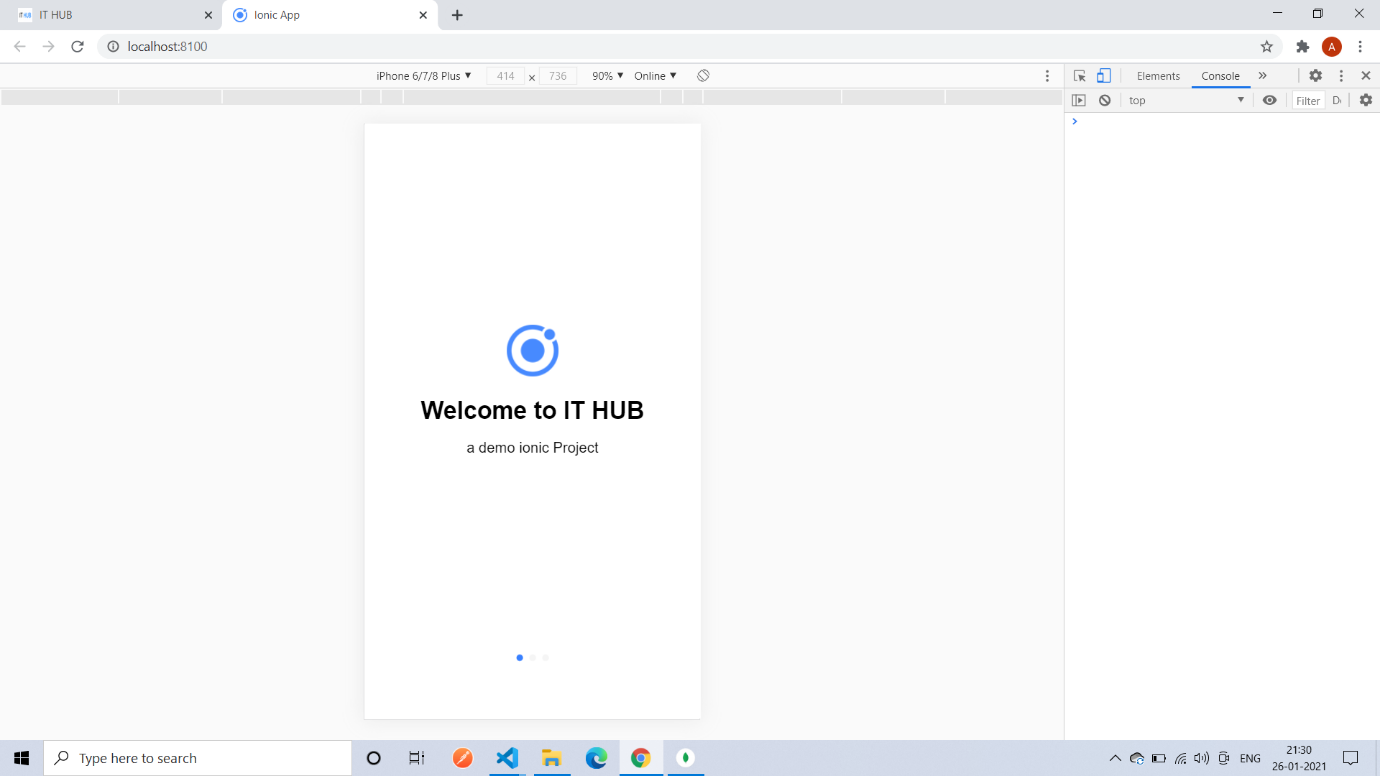 IT HUB
Ionic App
localhost:8100
A
iPhone 6/7/8 Plus
414 x 736
90%
Online
Elements
Console
top
Filter
Welcome to IT HUB
a demo ionic Project
Type here to search
ENG
21:30
26-01-2021